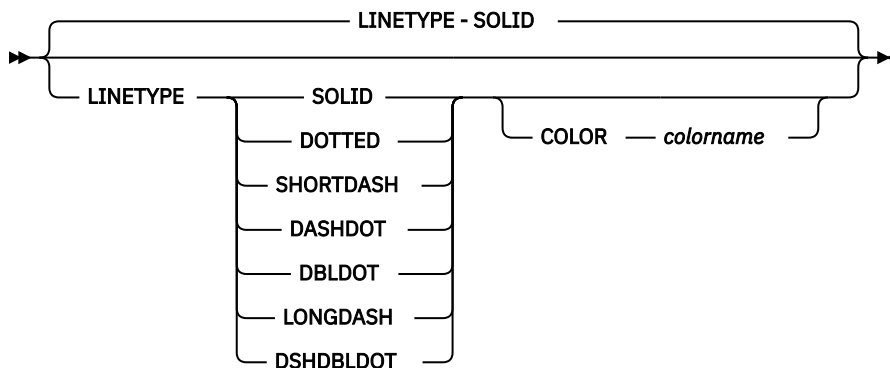 LINETYPE - SOLID
LINETYPE SOLID
DOTTED
COLOR colorname
SHORTDASH
DASHDOT
DBLDOT
LONGDASH
DSHDBLDOT